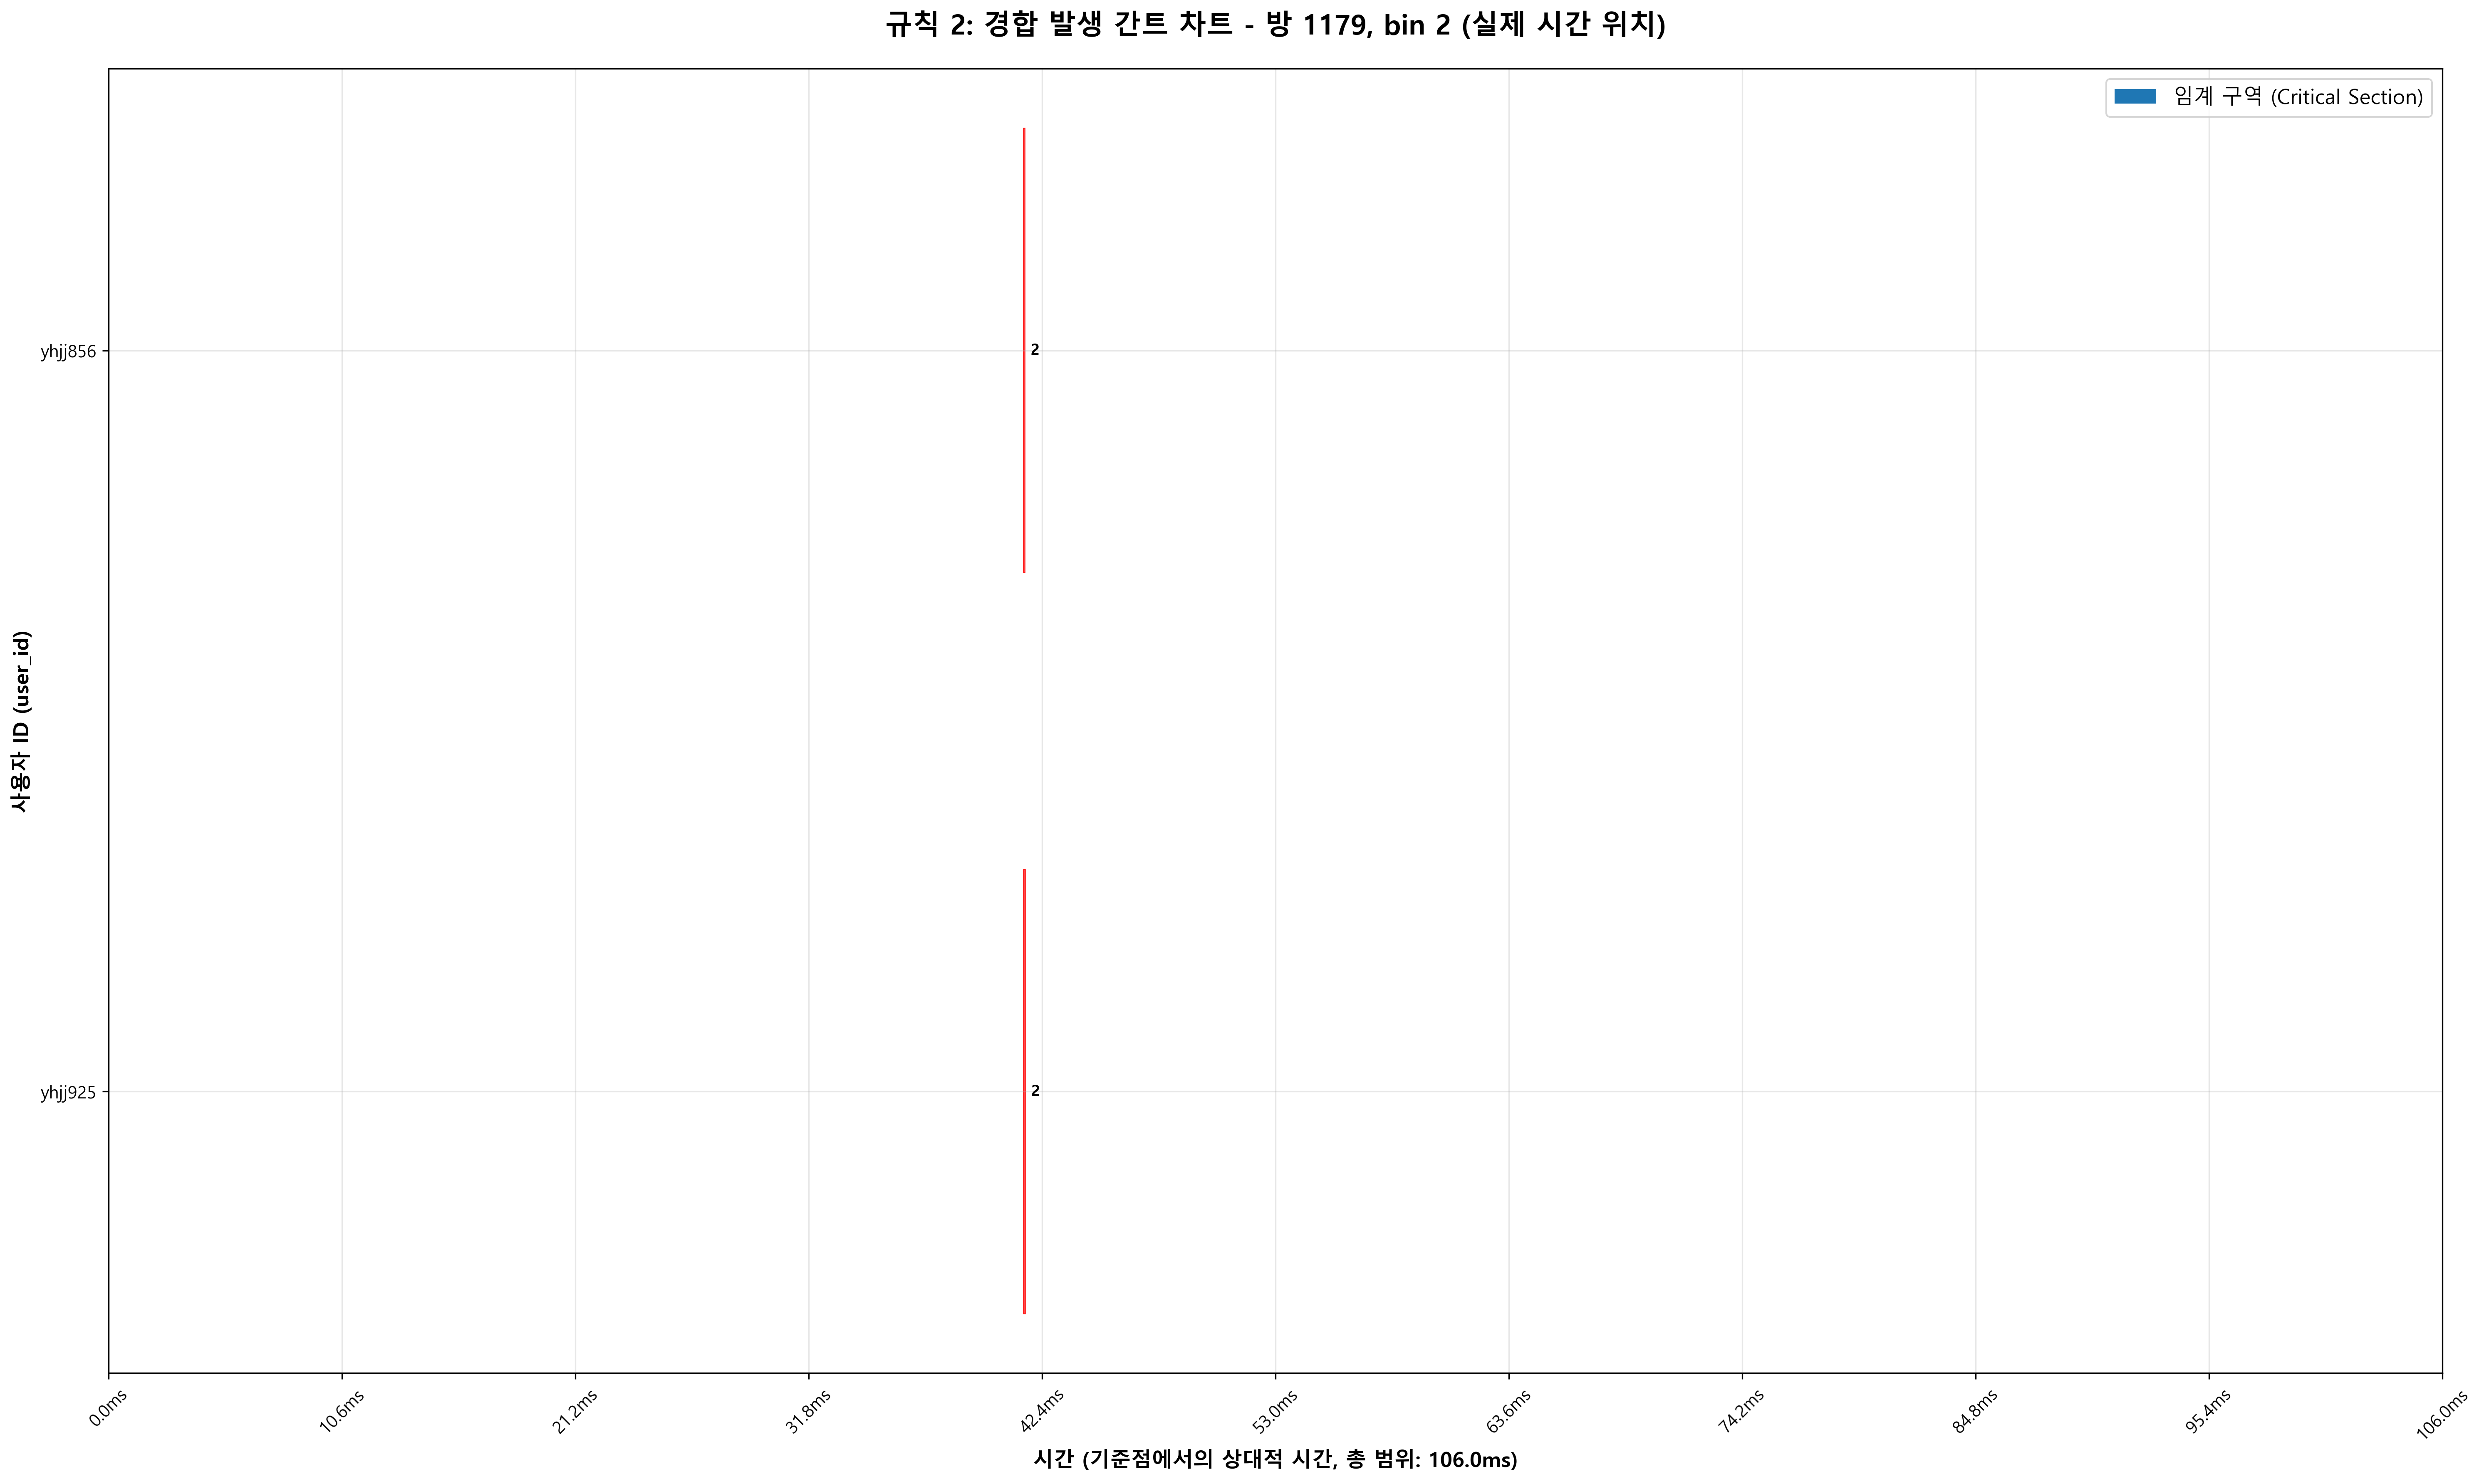 규칙 2: 경합 발생 간트 차트 - 방 1179, bin 2 (실제 시간 위치)
임계 구역 (Critical Section)
yhjj856
2
사용자 ID (user_id)
yhjj925
2
0.0ms
10.6ms
21.2ms
31.8ms
42.4ms
53.0ms
63.6ms
74.2ms
84.8ms
95.4ms
106.0ms
시간 (기준점에서의 상대적 시간, 총 범위: 106.0ms)